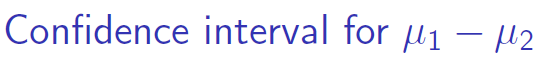 Confidence interval for μ₁ − μ₂